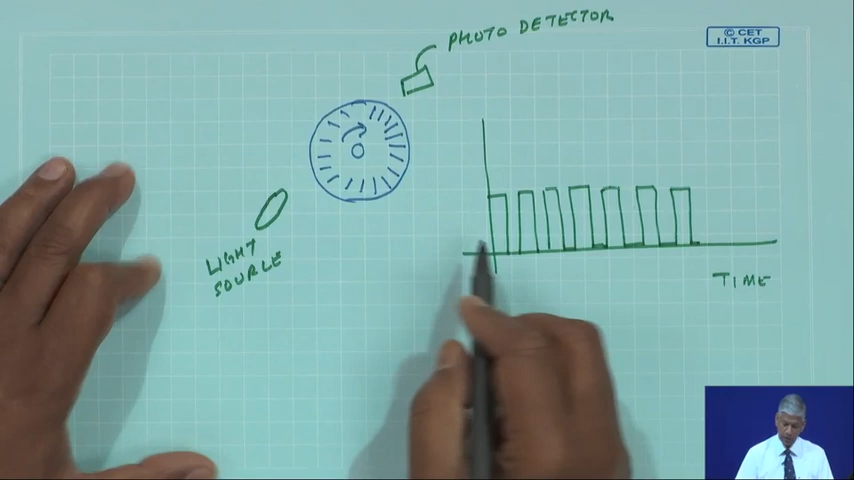 PHOTO DETECTOR
© CET
I.I.T. KGP
LIGHT
SOURCE
TIME